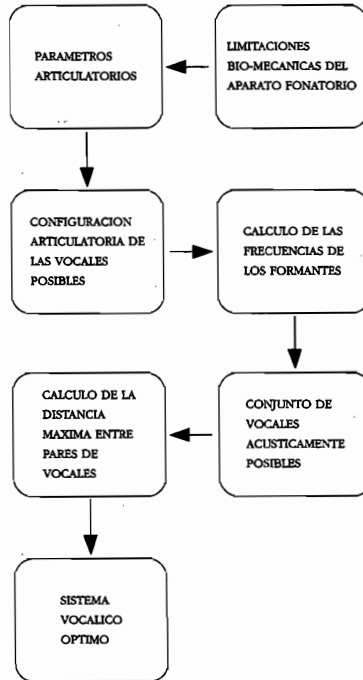 PARAMETROS
ARTICULATORIOS
LIMITACIONES
BIO-MECANICAS DEL
APARATO FONATORIO
CONFIGURACION
ARTICULATORIA DE
LAS VOCALES
POSIBLES
CALCULO DE LAS
FRECUENCIAS DE
LOS FORMANTES
CONJUNTO DE
VOCALES
ACUSTICAMENTE
POSIBLES
CALCULO DE LA
DISTANCIA
MAXIMA ENTRE
PARES DE
VOCALES
SISTEMA
VOCALICO
OPTIMO